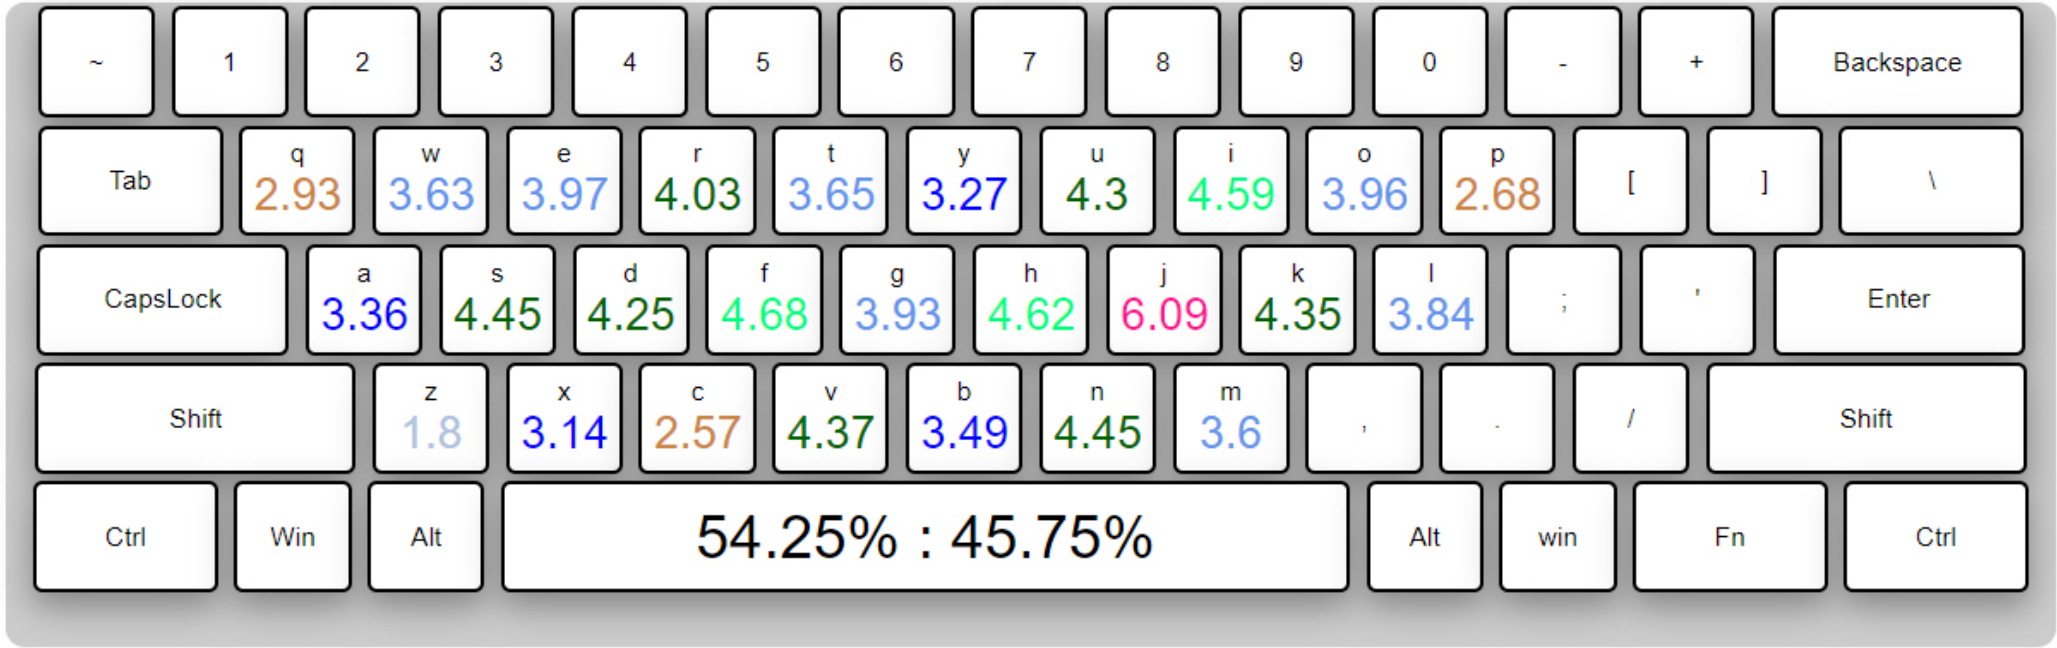 ~ 1 2 3 4 5 6 7 8 9 0 - + Backspace
q w e r t y u i o p
Tab 2.93 3.63 3.97 4.03 3.65 3.27 4.3 4.59 3.96 2.68 [ ] \
a s d f g h j k l
CapsLock 3.36 4.45 4.25 4.68 3.93 4.62 6.09 4.35 3.84 ; ' Enter
z x c v b n m
Shift 1.8 3.14 2.57 4.37 3.49 4.45 3.6 , . / Shift
Ctrl Win Alt 54.25% : 45.75% Alt win Fn Ctrl